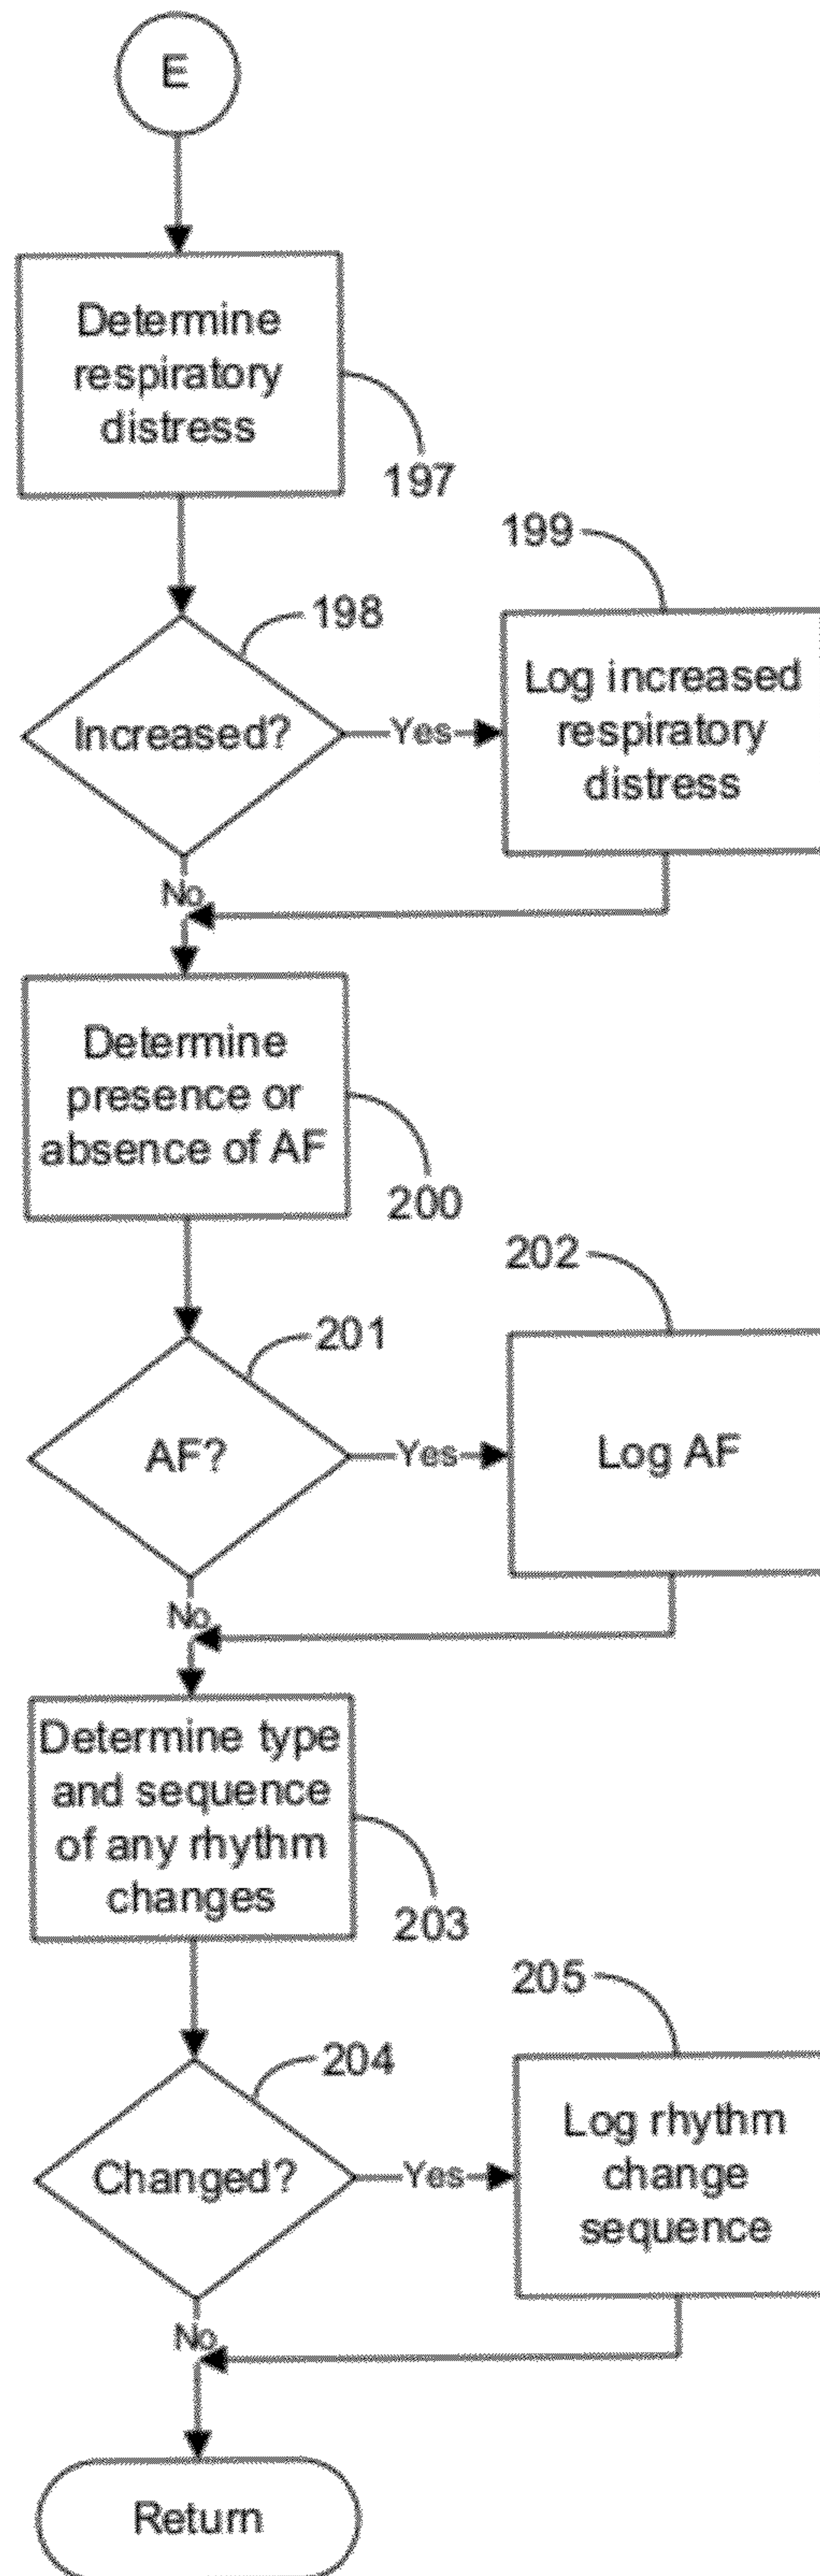 E
Determine
respiratory
distress
197
199
198
Increased?
Yes
Log increased
respiratory
distress
No
Determine
presence or
absence of AF
200
202
201
AF?
Yes
Log AF
No
Determine type
and sequence
of any rhythm
changes
203
205
204
Changed?
Yes
Log rhythm
change
sequence
No
Return